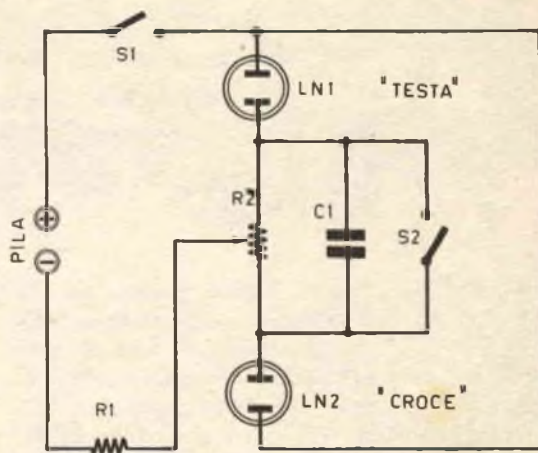 S1
LN1 "TESTA"
R2
C1
S2
PILA
+
−
R1
LN2 "CROCE"